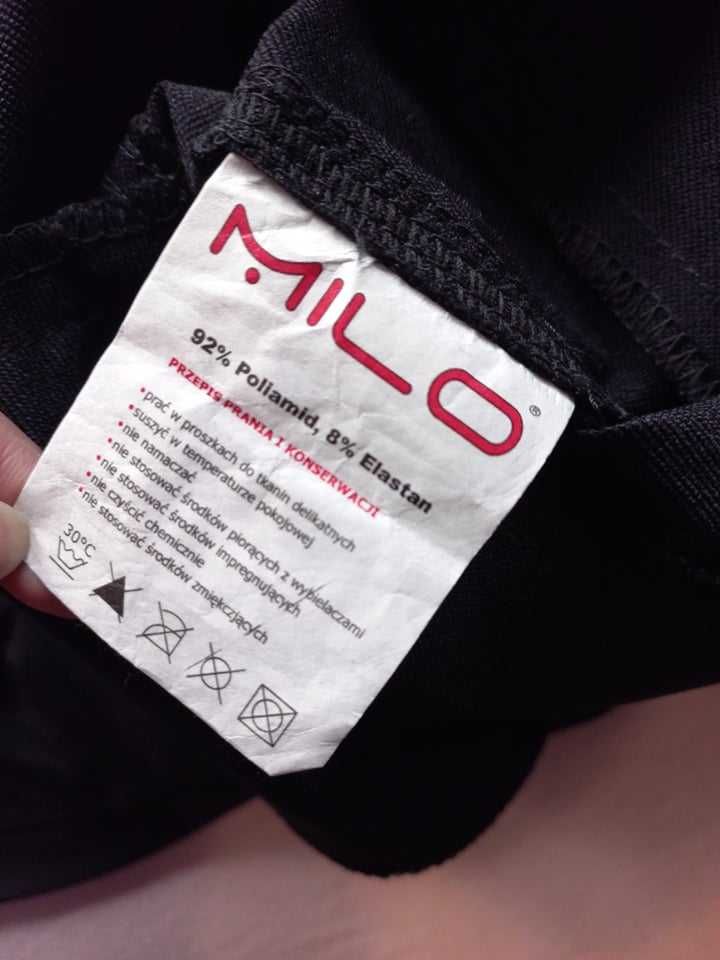 MILO®
92% Poliamid, 8% Elastan
PRZEPIS PRANIA I KONSERWACJI
•prać w proszkach do tkanin delikatnych
•suszyć w temperaturze pokojowej
•nie namaczać
•nie stosować środków piorących z wybielaczami
•nie stosować środków impregnujących
•nie czyścić chemicznie
•nie stosować środków zmiękczjących
30°C